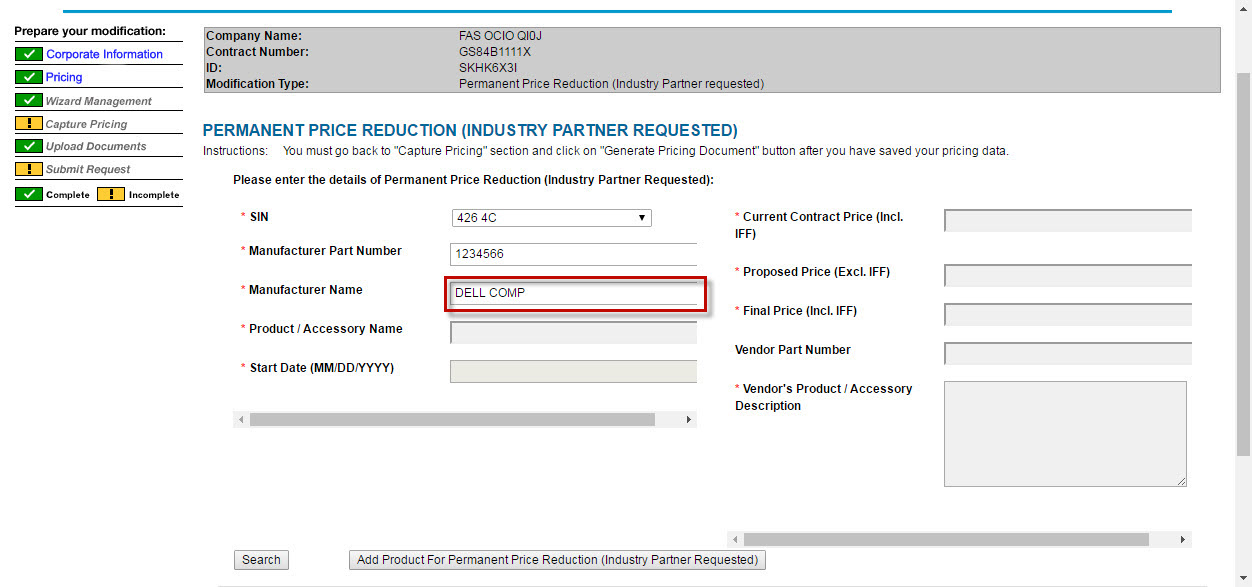 Prepare your modification:
Corporate Information
Pricing
Wizard Management
! Capture Pricing
Upload Documents
! Submit Request
Complete ! Incomplete
Company Name: FAS OCIO QI0J
Contract Number: GS84B1111X
ID: SKHK6X3I
Modification Type: Permanent Price Reduction (Industry Partner requested)
PERMANENT PRICE REDUCTION (INDUSTRY PARTNER REQUESTED)
Instructions: You must go back to "Capture Pricing" section and click on "Generate Pricing Document" button after you have saved your pricing data.
Please enter the details of Permanent Price Reduction (Industry Partner Requested):
* SIN 426 4C
* Manufacturer Part Number 1234566
* Manufacturer Name DELL COMP
* Product / Accessory Name
* Start Date (MM/DD/YYYY)
* Current Contract Price (Incl.
IFF)
* Proposed Price (Excl. IFF)
* Final Price (Incl. IFF)
Vendor Part Number
* Vendor's Product / Accessory
Description
Search Add Product For Permanent Price Reduction (Industry Partner Requested)